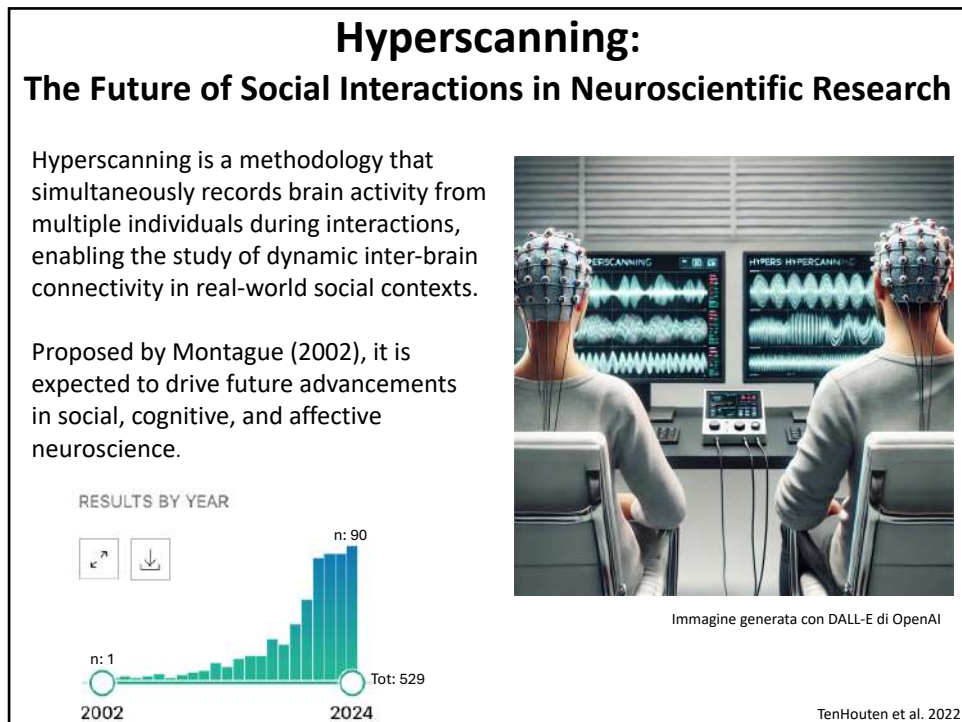 Hyperscanning:
The Future of Social Interactions in Neuroscientific Research
Hyperscanning is a methodology that
simultaneously records brain activity from
multiple individuals during interactions,
enabling the study of dynamic inter-brain
connectivity in real-world social contexts.
Proposed by Montague (2002), it is
expected to drive future advancements
in social, cognitive, and affective
neuroscience.
PERSCANNING
HYPERS HYPERCANN
Immagine generata con DALL-E di OpenAI
RESULTS BY YEAR
n: 90
n: 1
Tot: 529
2002
2024
TenHouten et al. 2022